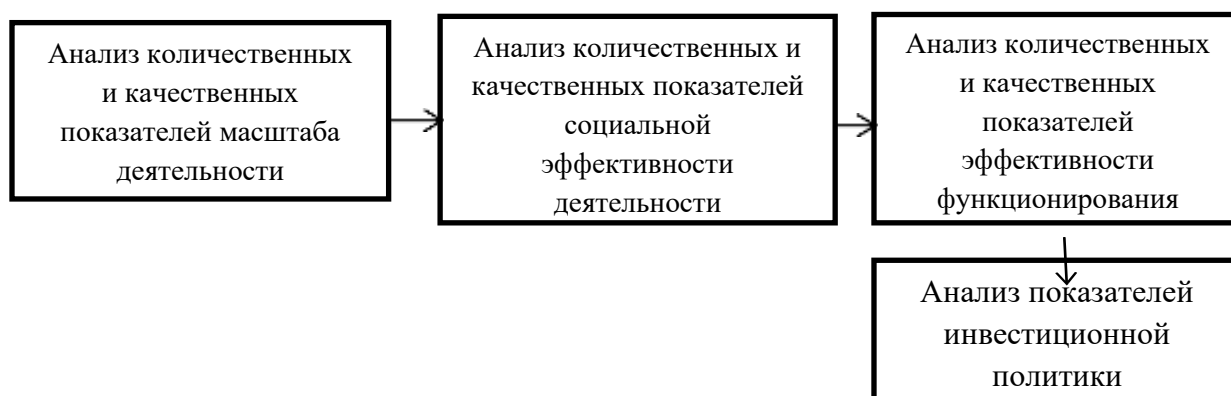 Анализ количественных
и качественных
показателей масштаба
деятельности
Анализ количественных и
качественных показателей
социальной
эффективности
деятельности
Анализ количественных
и качественных
показателей
эффективности
функционирования
Анализ показателей
инвестиционной
политики